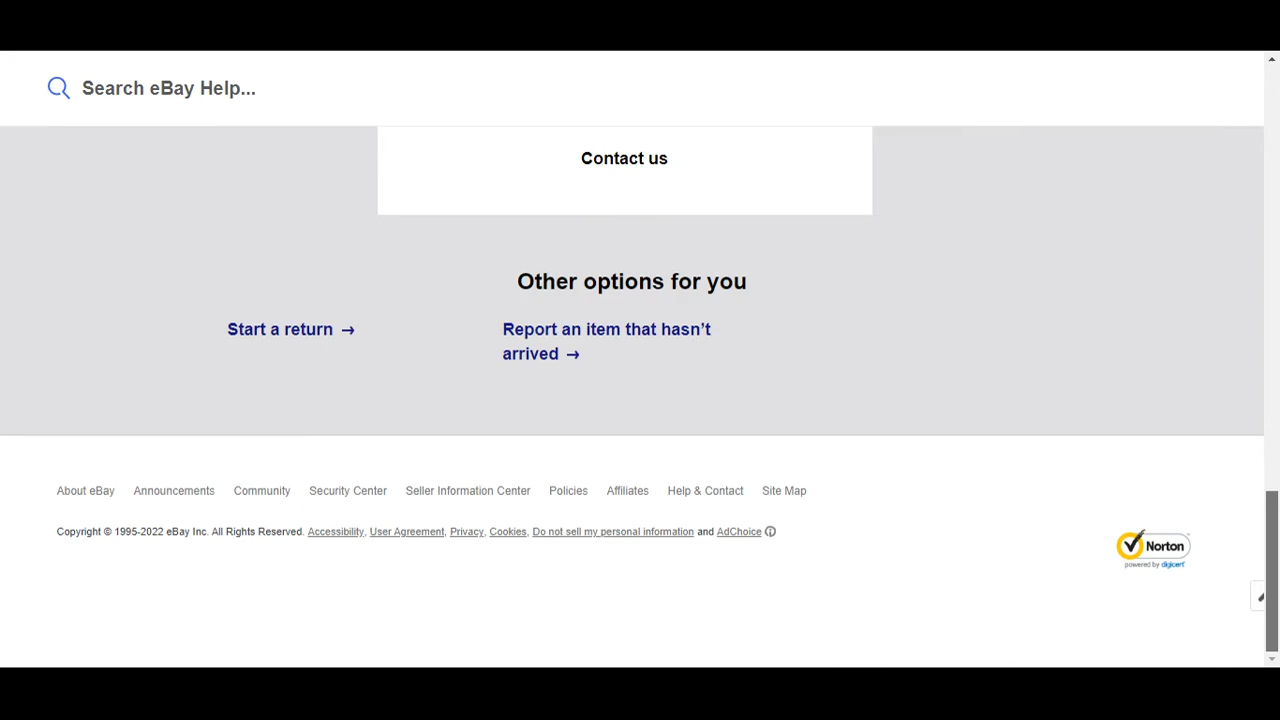 Search eBay Help...
Contact us
Other options for you
Start a return →
Report an item that hasn’t
arrived →
About eBay Announcements Community Security Center Seller Information Center Policies Affiliates Help & Contact Site Map
Copyright © 1995-2022 eBay Inc. All Rights Reserved. Accessibility, User Agreement, Privacy, Cookies, Do not sell my personal information and AdChoice
Norton
powered by digicert